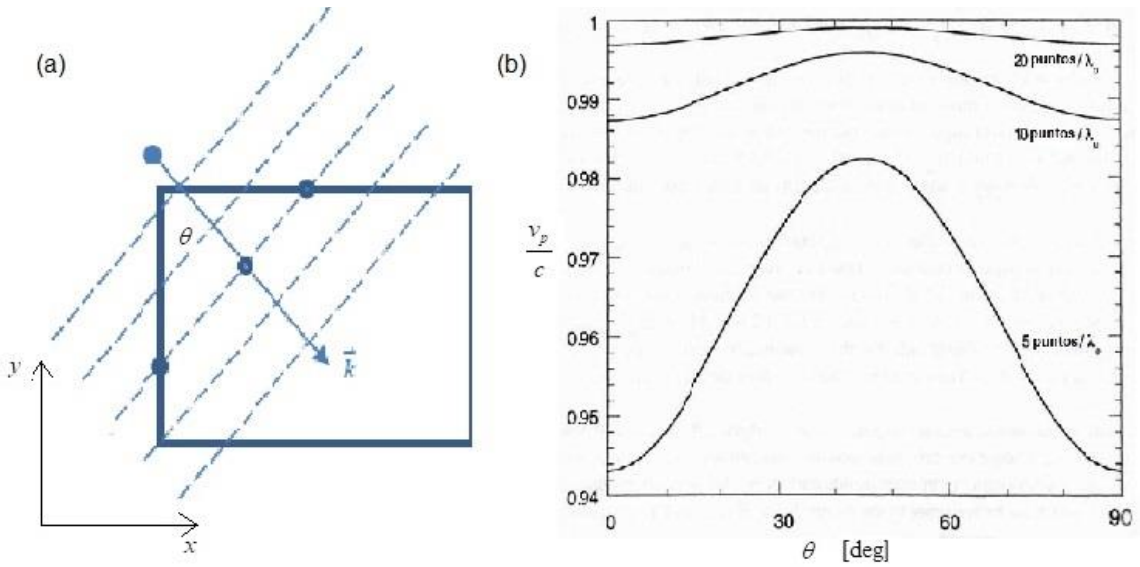 (a)
θ
k
y
x
(b)
1
0.99
0.98
0.97
0.96
0.95
0.94
v_p
c
20 puntos/λ₀
10 puntos/λ₀
5 puntos/λ₀
0
30
60
90
θ [deg]